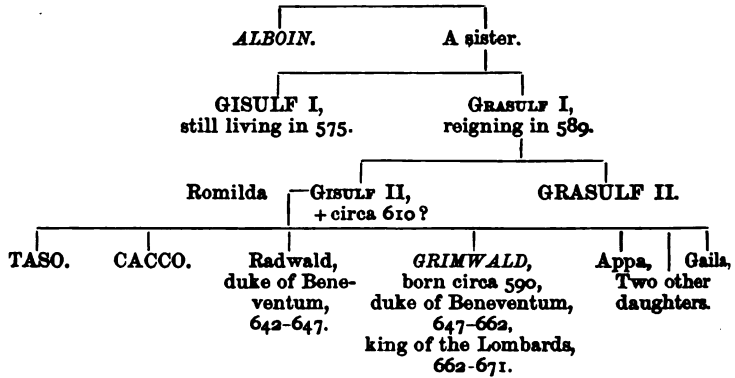 ALBOIN. A sister.
GISULF I, GRASULF I,
still living in 575. reigning in 589.
Romilda GISULF II, GRASULF II.
+ circa 610 ?
TASO. CACCO. Radwald, GRIMWALD, Appa, Gaila,
duke of Bene- born circa 590, Two other
ventum, duke of Beneventum, daughters.
642–647. 647–662,
king of the Lombards,
662–671.